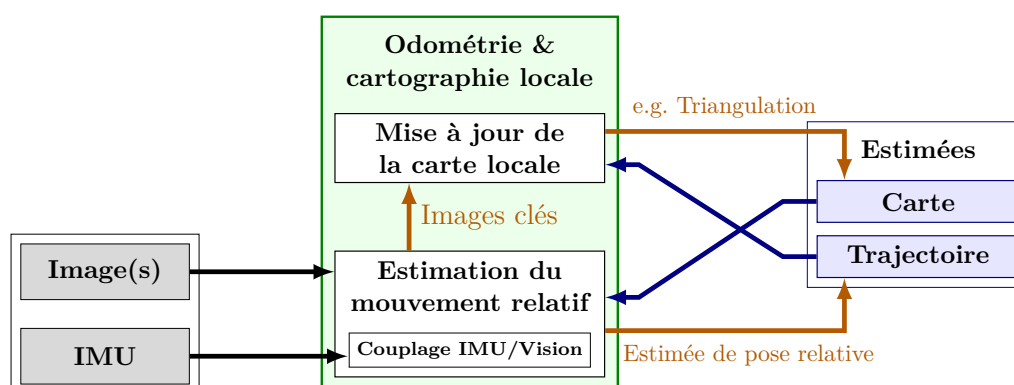 Odométrie &
cartographie locale
e.g. Triangulation
Mise à jour de
la carte locale
Estimées
Carte
Images clés
Trajectoire
Image(s)
Estimation du
mouvement relatif
IMU
Couplage IMU/Vision
Estimée de pose relative